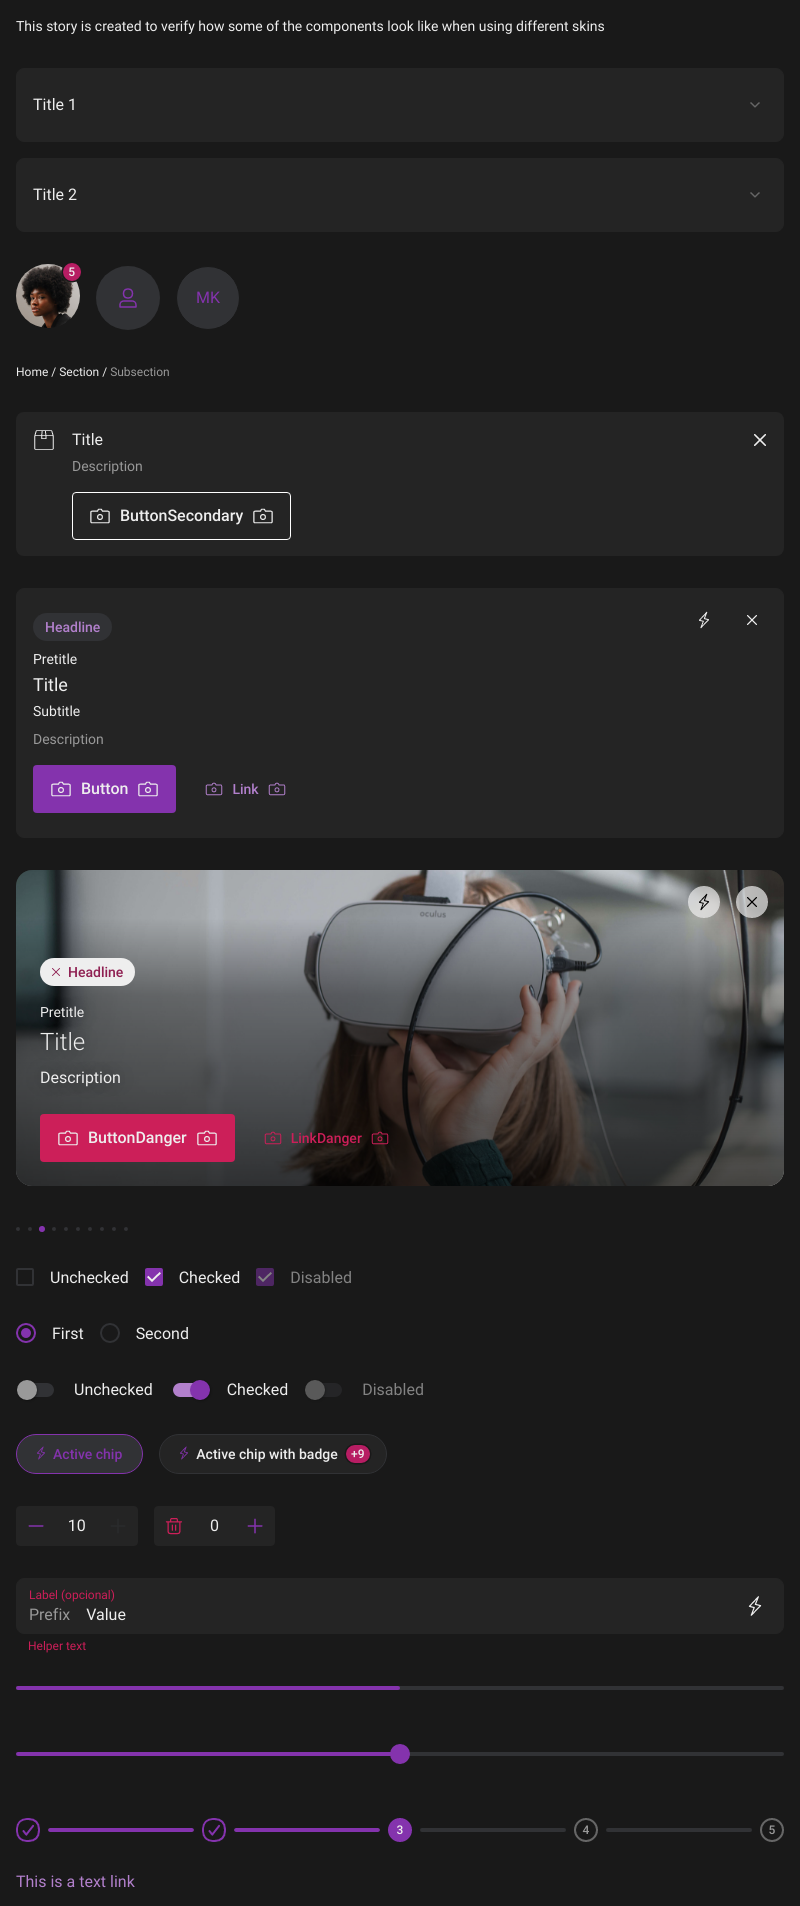 This story is created to verify how some of the components look like when using different skins
Title 1
Title 2
5
MK
Home / Section / Subsection
Title
Description
ButtonSecondary
Headline
Pretitle
Title
Subtitle
Description
Button Link
oculus
Headline
Pretitle
Title
Description
ButtonDanger LinkDanger
Unchecked Checked Disabled
First Second
Unchecked Checked Disabled
Active chip Active chip with badge +9
10 0
Label (opcional)
Prefix Value
Helper text
3 4 5
This is a text link